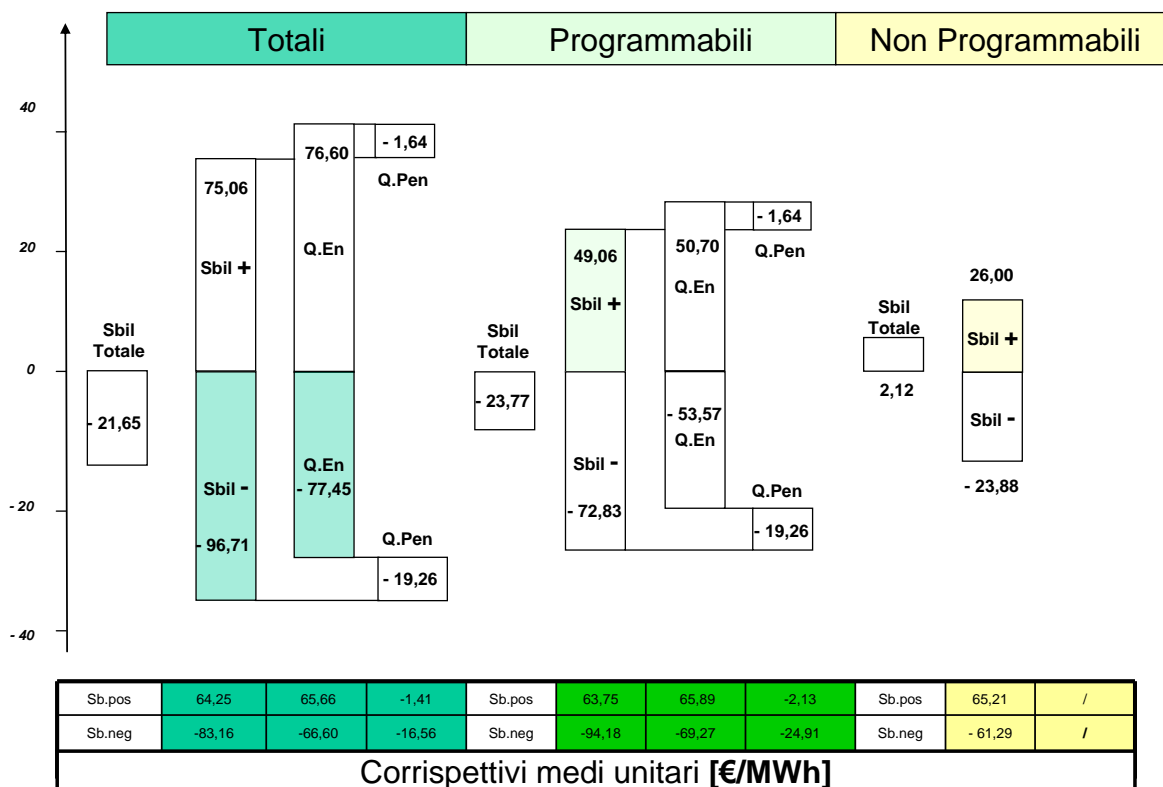 Totali Programmabili Non Programmabili
40
20
0
- 20
- 40
Sbil
Totale
- 21,65
75,06
Sbil +
Sbil -
- 96,71
76,60
Q.En
Q.En
- 77,45
- 1,64
Q.Pen
Q.Pen
- 19,26
Sbil
Totale
- 23,77
49,06
Sbil +
Sbil -
- 72,83
50,70
Q.En
- 53,57
Q.En
- 1,64
Q.Pen
Q.Pen
- 19,26
Sbil
Totale
2,12
26,00
Sbil +
Sbil -
- 23,88
Sb.pos 64,25 65,66 -1,41 Sb.pos 63,75 65,89 -2,13 Sb.pos 65,21 /
Sb.neg -83,16 -66,60 -16,56 Sb.neg -94,18 -69,27 -24,91 Sb.neg - 61,29 /
Corrispettivi medi unitari [€/MWh]